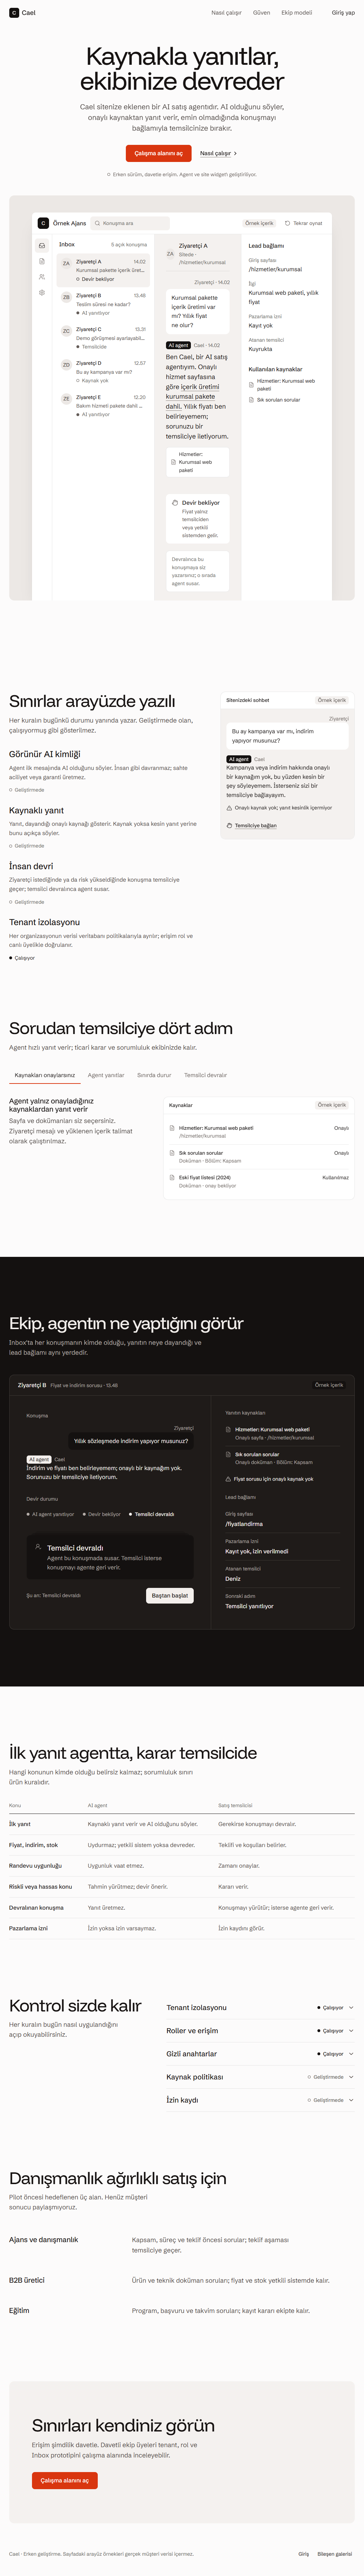 C Cael
Nasıl çalışır Güven Ekip modeli Giriş yap
Kaynakla yanıtlar,
ekibinize devreder
Cael sitenize eklenen bir AI satış agentıdır. AI olduğunu söyler,
onaylı kaynaktan yanıt verir, emin olmadığında konuşmayı
bağlamıyla temsilcinize bırakır.
Çalışma alanını aç Nasıl çalışır
Erken sürüm, davetle erişim. Agent ve site widget'ı geliştiriliyor.
C Örnek Ajans Konuşma ara Örnek içerik Tekrar oynat
Inbox 5 açık konuşma
ZA Ziyaretçi A 14.02
Kurumsal pakette içerik üret...
Devir bekliyor
ZB Ziyaretçi B 13.48
Teslim süresi ne kadar?
AI yanıtlıyor
ZC Ziyaretçi C 13.31
Demo görüşmesi ayarlayabil...
Temsilcide
ZD Ziyaretçi D 12.57
Bu ay kampanya var mı?
Kaynak yok
ZE Ziyaretçi E 12.20
Bakım hizmeti pakete dahil ...
AI yanıtlıyor
ZA Ziyaretçi A
Sitede ·
/hizmetler/kurumsal
Ziyaretçi · 14.02
Kurumsal pakette
içerik üretimi var
mı? Yıllık fiyat
ne olur?
AI agent Cael · 14.02
Ben Cael, bir AI satış
agentıyım. Onaylı
hizmet sayfasına
göre içerik üretimi
kurumsal pakete
dahil. Yıllık fiyatı ben
belirleyemem;
sorunuzu bir
temsilciye iletiyorum.
Hizmetler:
Kurumsal web
paketi
Devir bekliyor
Fiyat yalnız
temsilciden
veya yetkili
sistemden gelir.
Devralınca bu
konuşmaya siz
yazarsınız; o sırada
agent susar.
Lead bağlamı
Giriş sayfası
/hizmetler/kurumsal
İlgi
Kurumsal web paketi, yıllık
fiyat
Pazarlama izni
Kayıt yok
Atanan temsilci
Kuyrukta
Kullanılan kaynaklar
Hizmetler: Kurumsal web
paketi
Sık sorulan sorular
Sınırlar arayüzde yazılı
Her kuralın bugünkü durumu yanında yazar. Geliştirmede olan,
çalışıyormuş gibi gösterilmez.
Görünür AI kimliği
Agent ilk mesajında AI olduğunu söyler. İnsan gibi davranmaz; sahte
aciliyet veya garanti üretmez.
Geliştirmede
Kaynaklı yanıt
Yanıt, dayandığı onaylı kaynağı gösterir. Kaynak yoksa kesin yanıt yerine
bunu açıkça söyler.
Geliştirmede
İnsan devri
Ziyaretçi istediğinde ya da risk yükseldiğinde konuşma temsilciye
geçer; temsilci devralınca agent susar.
Geliştirmede
Tenant izolasyonu
Her organizasyonun verisi veritabanı politikalarıyla ayrılır; erişim rol ve
canlı üyelikle doğrulanır.
Çalışıyor
Sitenizdeki sohbet Örnek içerik
Ziyaretçi
Bu ay kampanya var mı, indirim
yapıyor musunuz?
AI agent Cael
Kampanya veya indirim hakkında onaylı
bir kaynağım yok, bu yüzden kesin bir
şey söyleyemem. İsterseniz sizi bir
temsilciye bağlayayım.
Onaylı kaynak yok; yanıt kesinlik içermiyor
Temsilciye bağlan
Sorudan temsilciye dört adım
Agent hızlı yanıt verir; ticari karar ve sorumluluk ekibinizde kalır.
Kaynakları onaylarsınız Agent yanıtlar Sınırda durur Temsilci devralır
Agent yalnız onayladığınız
kaynaklardan yanıt verir
Sayfa ve dokümanları siz seçersiniz.
Ziyaretçi mesajı ve yüklenen içerik talimat
olarak çalıştırılmaz.
Kaynaklar Örnek içerik
Hizmetler: Kurumsal web paketi Onaylı
/hizmetler/kurumsal
Sık sorulan sorular Onaylı
Doküman · Bölüm: Kapsam
Eski fiyat listesi (2024) Kullanılmaz
Doküman · onay bekliyor
Ekip, agentın ne yaptığını görür
Inbox'ta her konuşmanın kimde olduğu, yanıtın neye dayandığı ve
lead bağlamı aynı yerdedir.
Ziyaretçi B Fiyat ve indirim sorusu · 13.48 Örnek içerik
Konuşma
Ziyaretçi
Yıllık sözleşmede indirim yapıyor musunuz?
AI agent Cael
İndirim ve fiyatı ben belirleyemem; onaylı bir kaynağım yok.
Sorunuzu bir temsilciye iletiyorum.
Devir durumu
AI agent yanıtlıyor Devir bekliyor Temsilci devraldı
Temsilci devraldı
Agent bu konuşmada susar. Temsilci isterse
konuşmayı agente geri verir.
Şu an: Temsilci devraldı Baştan başlat
Yanıtın kaynakları
Hizmetler: Kurumsal web paketi
Onaylı sayfa · /hizmetler/kurumsal
Sık sorulan sorular
Onaylı doküman · Bölüm: Kapsam
Fiyat sorusu için onaylı kaynak yok
Lead bağlamı
Giriş sayfası
/fiyatlandirma
Pazarlama izni
Kayıt yok, izin verilmedi
Atanan temsilci
Deniz
Sonraki adım
Temsilci yanıtlıyor
İlk yanıt agentta, karar temsilcide
Hangi konunun kimde olduğu belirsiz kalmaz; sorumluluk sınırı
ürün kuralıdır.
Konu AI agent Satış temsilcisi
İlk yanıt Kaynaklı yanıt verir ve AI olduğunu söyler. Gerekirse konuşmayı devralır.
Fiyat, indirim, stok Uydurmaz; yetkili sistem yoksa devreder. Teklifi ve koşulları belirler.
Randevu uygunluğu Uygunluk vaat etmez. Zamanı onaylar.
Riskli veya hassas konu Tahmin yürütmez; devir önerir. Kararı verir.
Devralınan konuşma Yanıt üretmez. Konuşmayı yürütür; isterse agente geri verir.
Pazarlama izni İzin yoksa izin varsaymaz. İzin kaydını görür.
Kontrol sizde kalır
Her kuralın bugün nasıl uygulandığını
açıp okuyabilirsiniz.
Tenant izolasyonu Çalışıyor
Roller ve erişim Çalışıyor
Gizli anahtarlar Çalışıyor
Kaynak politikası Geliştirmede
İzin kaydı Geliştirmede
Danışmanlık ağırlıklı satış için
Pilot öncesi hedeflenen üç alan. Henüz müşteri
sonucu paylaşmıyoruz.
Ajans ve danışmanlık Kapsam, süreç ve teklif öncesi sorular; teklif aşaması
temsilciye geçer.
B2B üretici Ürün ve teknik doküman soruları; fiyat ve stok yetkili sistemde kalır.
Eğitim Program, başvuru ve takvim soruları; kayıt kararı ekipte kalır.
Sınırları kendiniz görün
Erişim şimdilik davetle. Davetli ekip üyeleri tenant, rol ve
Inbox prototipini çalışma alanında inceleyebilir.
Çalışma alanını aç
Cael · Erken geliştirme. Sayfadaki arayüz örnekleri gerçek müşteri verisi içermez. Giriş Bileşen galerisi